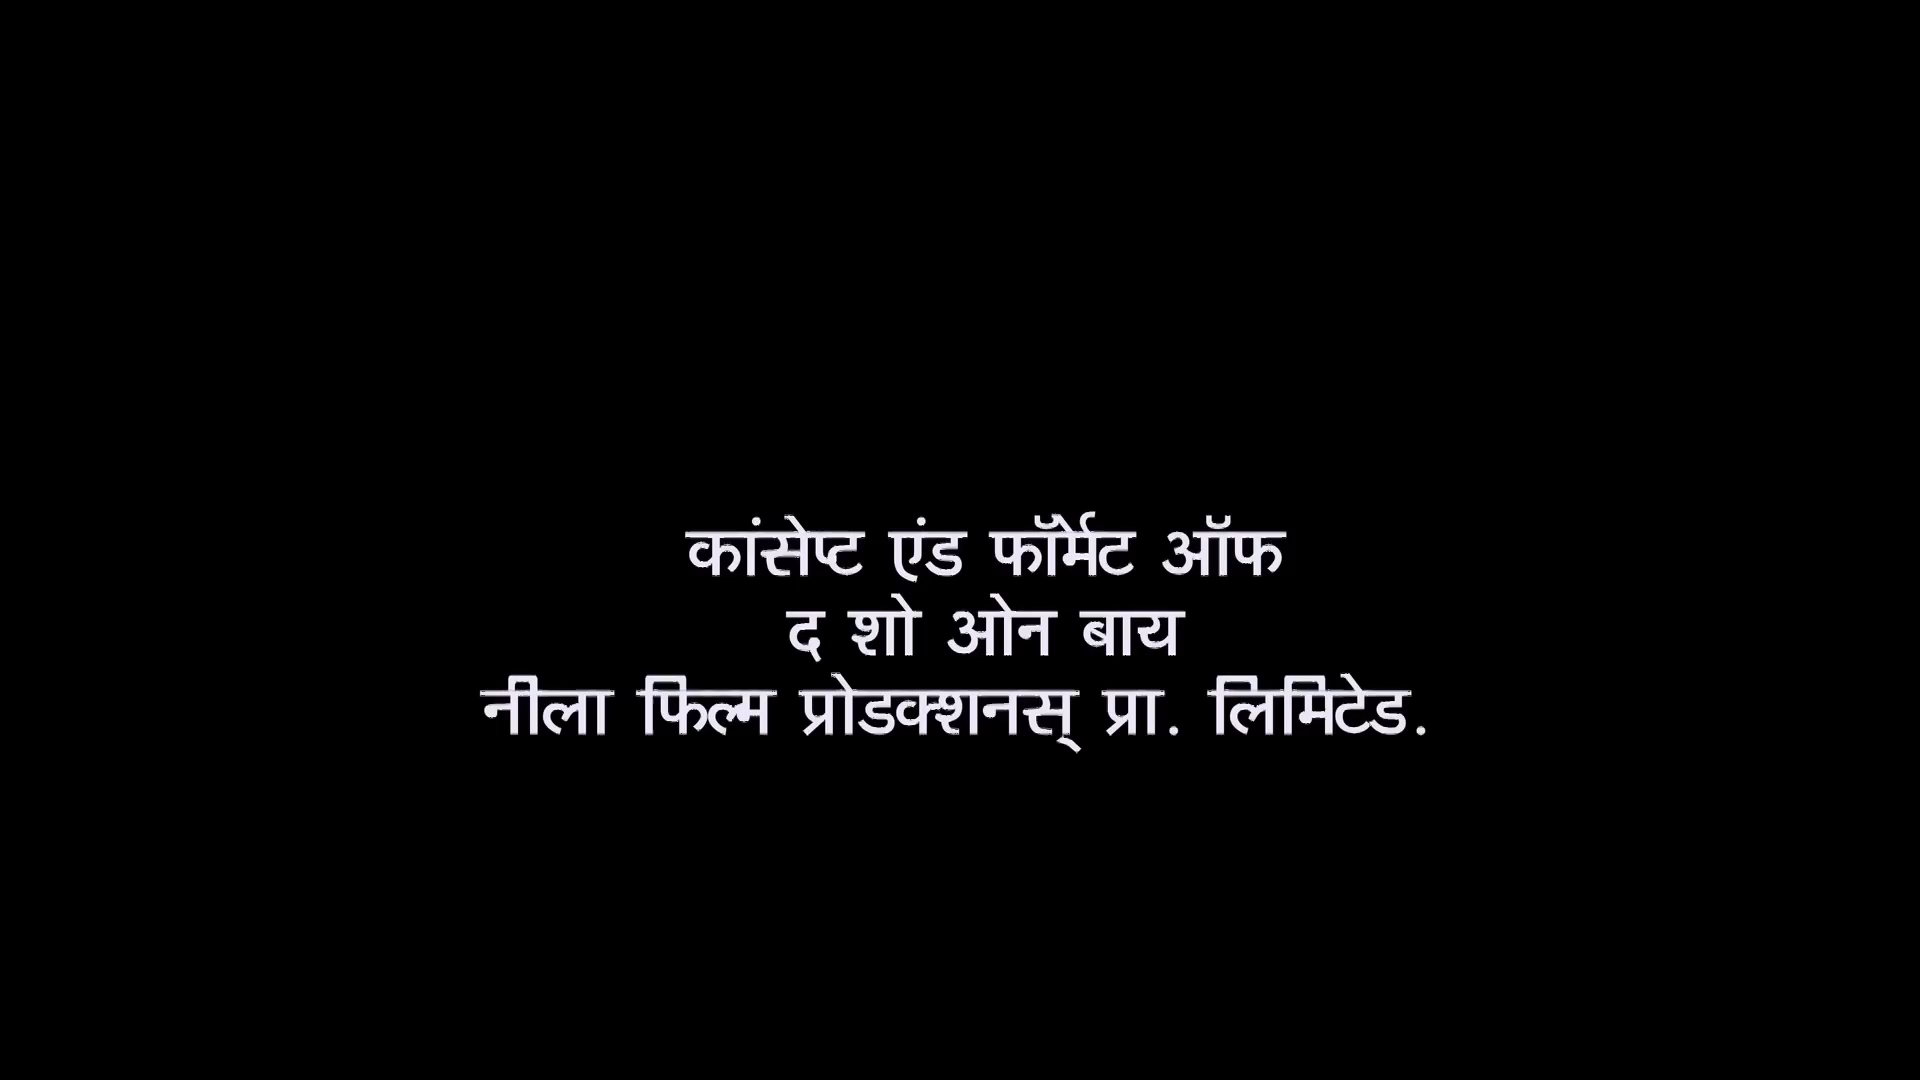 कांसेप्ट एंड फॉर्मेट ऑफ
द शो ओन बाय
नीला फिल्म प्रोडक्शनस् प्रा. लिमिटेड.